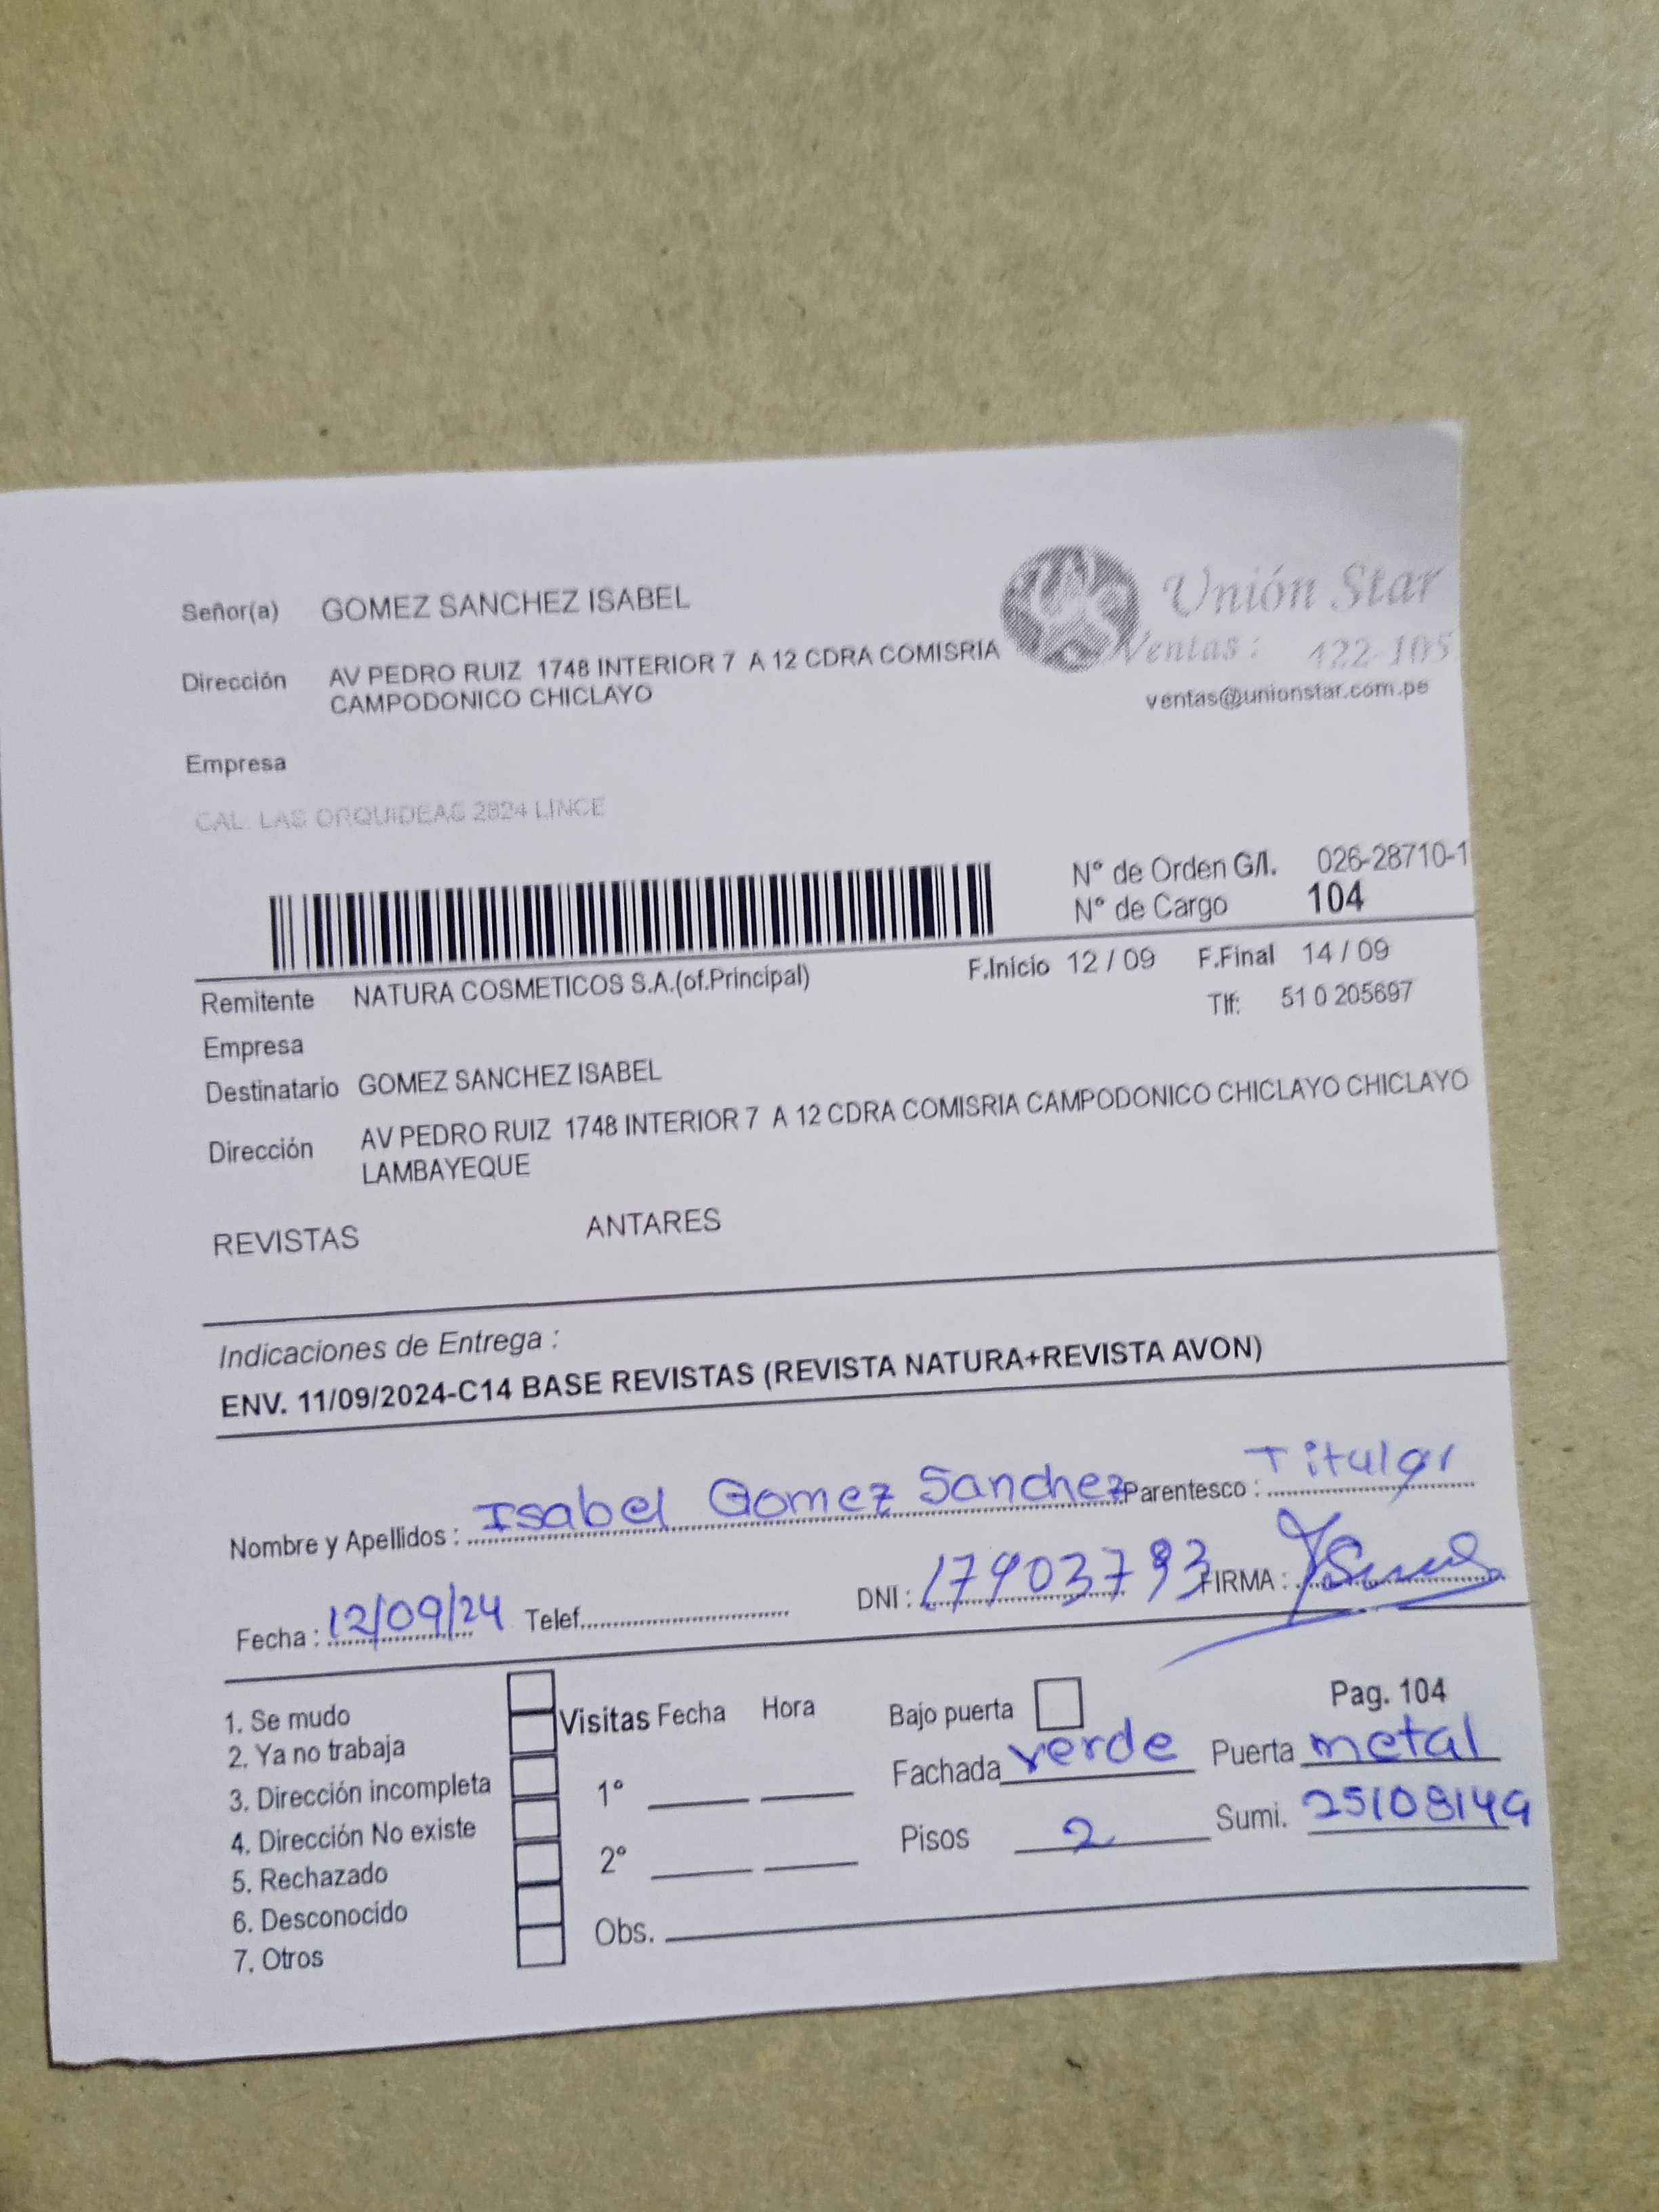 Señor(a) GOMEZ SANCHEZ ISABEL
Unión Star
Ventas : 422-105
Dirección AV PEDRO RUIZ 1748 INTERIOR 7 A 12 CDRA COMISRIA
CAMPODONICO CHICLAYO
ventas@unionstar.com.pe
Empresa
CAL. LAS ORQUIDEAS 2824 LINCE
N° de Orden G/I. 026-28710-1
N° de Cargo 104
Remitente NATURA COSMETICOS S.A.(of.Principal) F.Inicio 12 / 09 F.Final 14 / 09
Tlf: 51 0 205697
Empresa
Destinatario GOMEZ SANCHEZ ISABEL
Dirección AV PEDRO RUIZ 1748 INTERIOR 7 A 12 CDRA COMISRIA CAMPODONICO CHICLAYO CHICLAYO
LAMBAYEQUE
REVISTAS ANTARES
Indicaciones de Entrega :
ENV. 11/09/2024-C14 BASE REVISTAS (REVISTA NATURA+REVISTA AVON)
Nombre y Apellidos : Isabel Gomez Sanchez Parentesco : Titular
Fecha : 12/09/24 Telef. DNI : 17903793 FIRMA :
1. Se mudo
2. Ya no trabaja
3. Dirección incompleta
4. Dirección No existe
5. Rechazado
6. Desconocido
7. Otros
Visitas Fecha Hora
1°
2°
Obs.
Bajo puerta Pag. 104
Fachada verde Puerta metal
Pisos 2 Sumi. 25108149